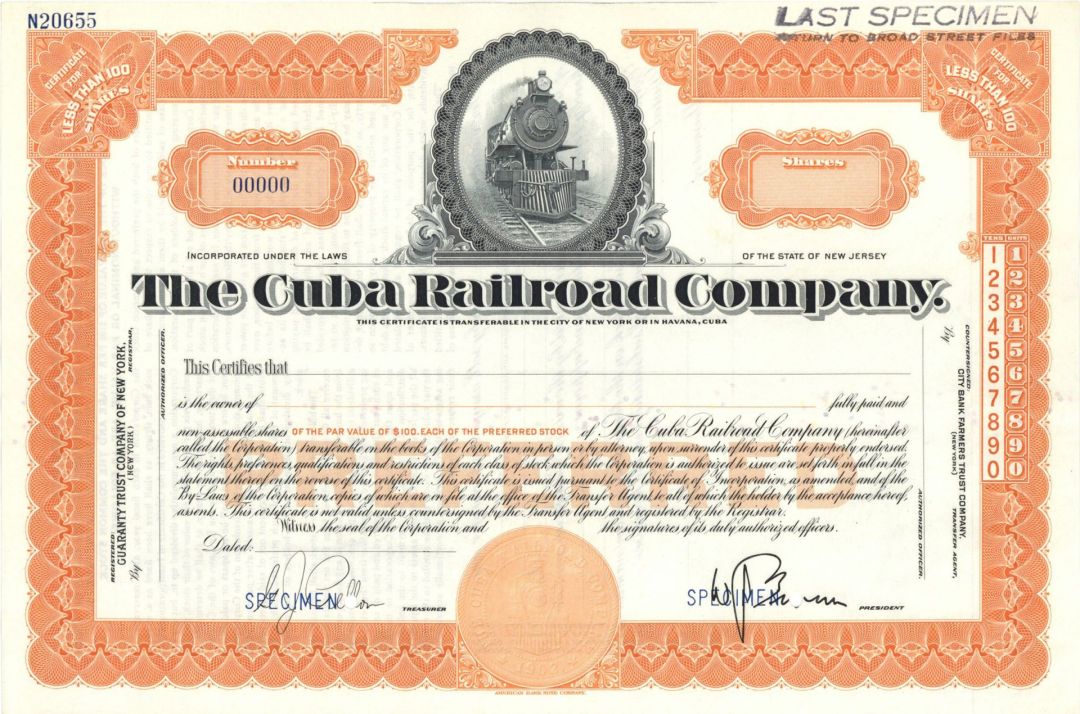 N20655
LAST SPECIMEN
RETURN TO BROAD STREET FILES
CERTIFICATE
FOR
LESS THAN 100
SHARES
CERTIFICATE
FOR
LESS THAN 100
SHARES
Number
00000
Shares
INCORPORATED UNDER THE LAWS
OF THE STATE OF NEW JERSEY
The Cuba Railroad Company.
THIS CERTIFICATE IS TRANSFERABLE IN THE CITY OF NEW YORK OR IN HAVANA, CUBA
TENS UNITS
1 1
2 2
3 3
4 4
5 5
6 6
7 7
8 8
9 9
0 0
This Certifies that
is the owner of fully paid and
non-assessable shares OF THE PAR VALUE OF $100. EACH OF THE PREFERRED STOCK of The Cuba Railroad Company (hereinafter
called the Corporation) transferable on the books of the Corporation in person or by attorney, upon surrender of this certificate properly endorsed.
The rights, preferences, qualifications and restrictions of each class of stock which the Corporation is authorized to issue are set forth in full in the
statement thereof on the reverse of this certificate. This certificate is issued pursuant to the Certificate of Incorporation, as amended, and of the
By-Laws of the Corporation, copies of which are on file at the office of the Transfer Agent, to all of which the holder by the acceptance hereof,
assents. This certificate is not valid unless countersigned by the Transfer Agent and registered by the Registrar.
Witness the seal of the Corporation and the signatures of its duly authorized officers.
Dated:
SPECIMEN
TREASURER
SPECIMEN
PRESIDENT
REGISTERED
GUARANTY TRUST COMPANY OF NEW YORK,
(NEW YORK)
REGISTRAR,
By
AUTHORIZED OFFICER.
COUNTERSIGNED:
CITY BANK FARMERS TRUST COMPANY,
(NEW YORK)
TRANSFER AGENT,
By
AUTHORIZED OFFICER.
AMERICAN BANK NOTE COMPANY.